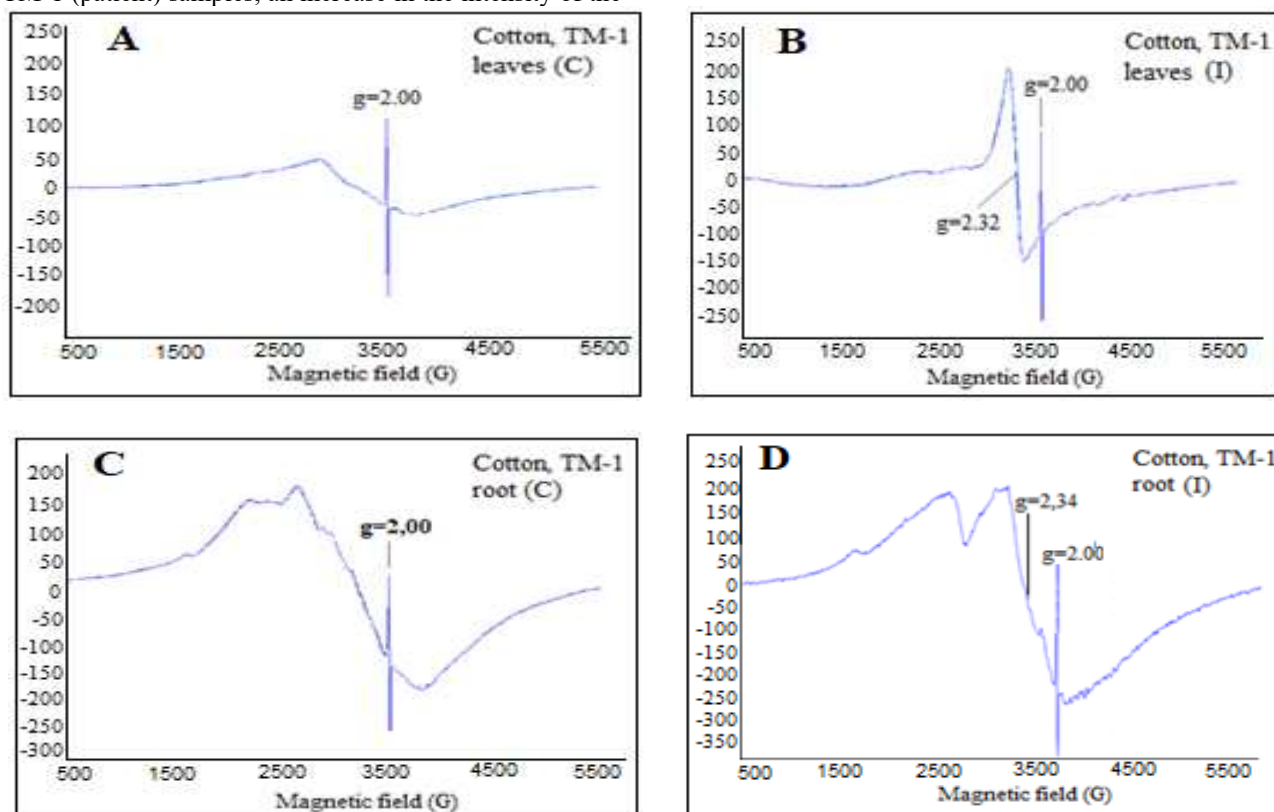 (patient) samples, an increase in the intensity of the
A
Cotton, TM-1
leaves (C)
g=2.00
250
200
150
100
50
0
-50
-100
-150
-200
500 1500 2500 3500 4500 5500
Magnetic field (G)
B
Cotton, TM-1
leaves (I)
g=2.00
g=2.32
250
200
150
100
50
0
-50
-100
-150
-200
-250
500 1500 2500 3500 4500 5500
Magnetic field (G)
C
Cotton, TM-1
root (C)
g=2,00
200
150
100
50
0
-50
-100
-150
-200
-250
-300
500 1500 2500 3500 4500 5500
Magnetic field (G)
D
Cotton, TM-1
root (I)
g=2,34
g=2.00
250
200
150
100
50
0
-50
-100
-150
-200
-250
-300
-350
500 1500 2500 3500 4500 5500
Magnetic field (G)